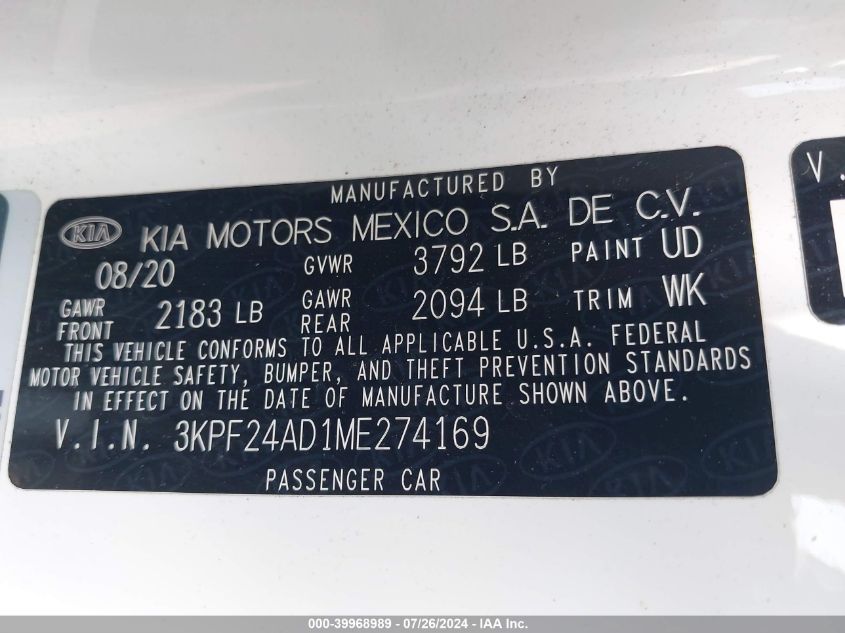 MANUFACTURED BY
KIA KIA MOTORS MEXICO S.A. DE C.V.
08/20 GVWR 3792 LB PAINT UD
GAWR FRONT 2183 LB GAWR REAR 2094 LB TRIM WK
THIS VEHICLE CONFORMS TO ALL APPLICABLE U.S.A. FEDERAL
MOTOR VEHICLE SAFETY, BUMPER, AND THEFT PREVENTION STANDARDS
IN EFFECT ON THE DATE OF MANUFACTURE SHOWN ABOVE.
V.I.N. 3KPF24AD1ME274169
PASSENGER CAR
V.
000-39968989 - 07/26/2024 - IAA Inc.